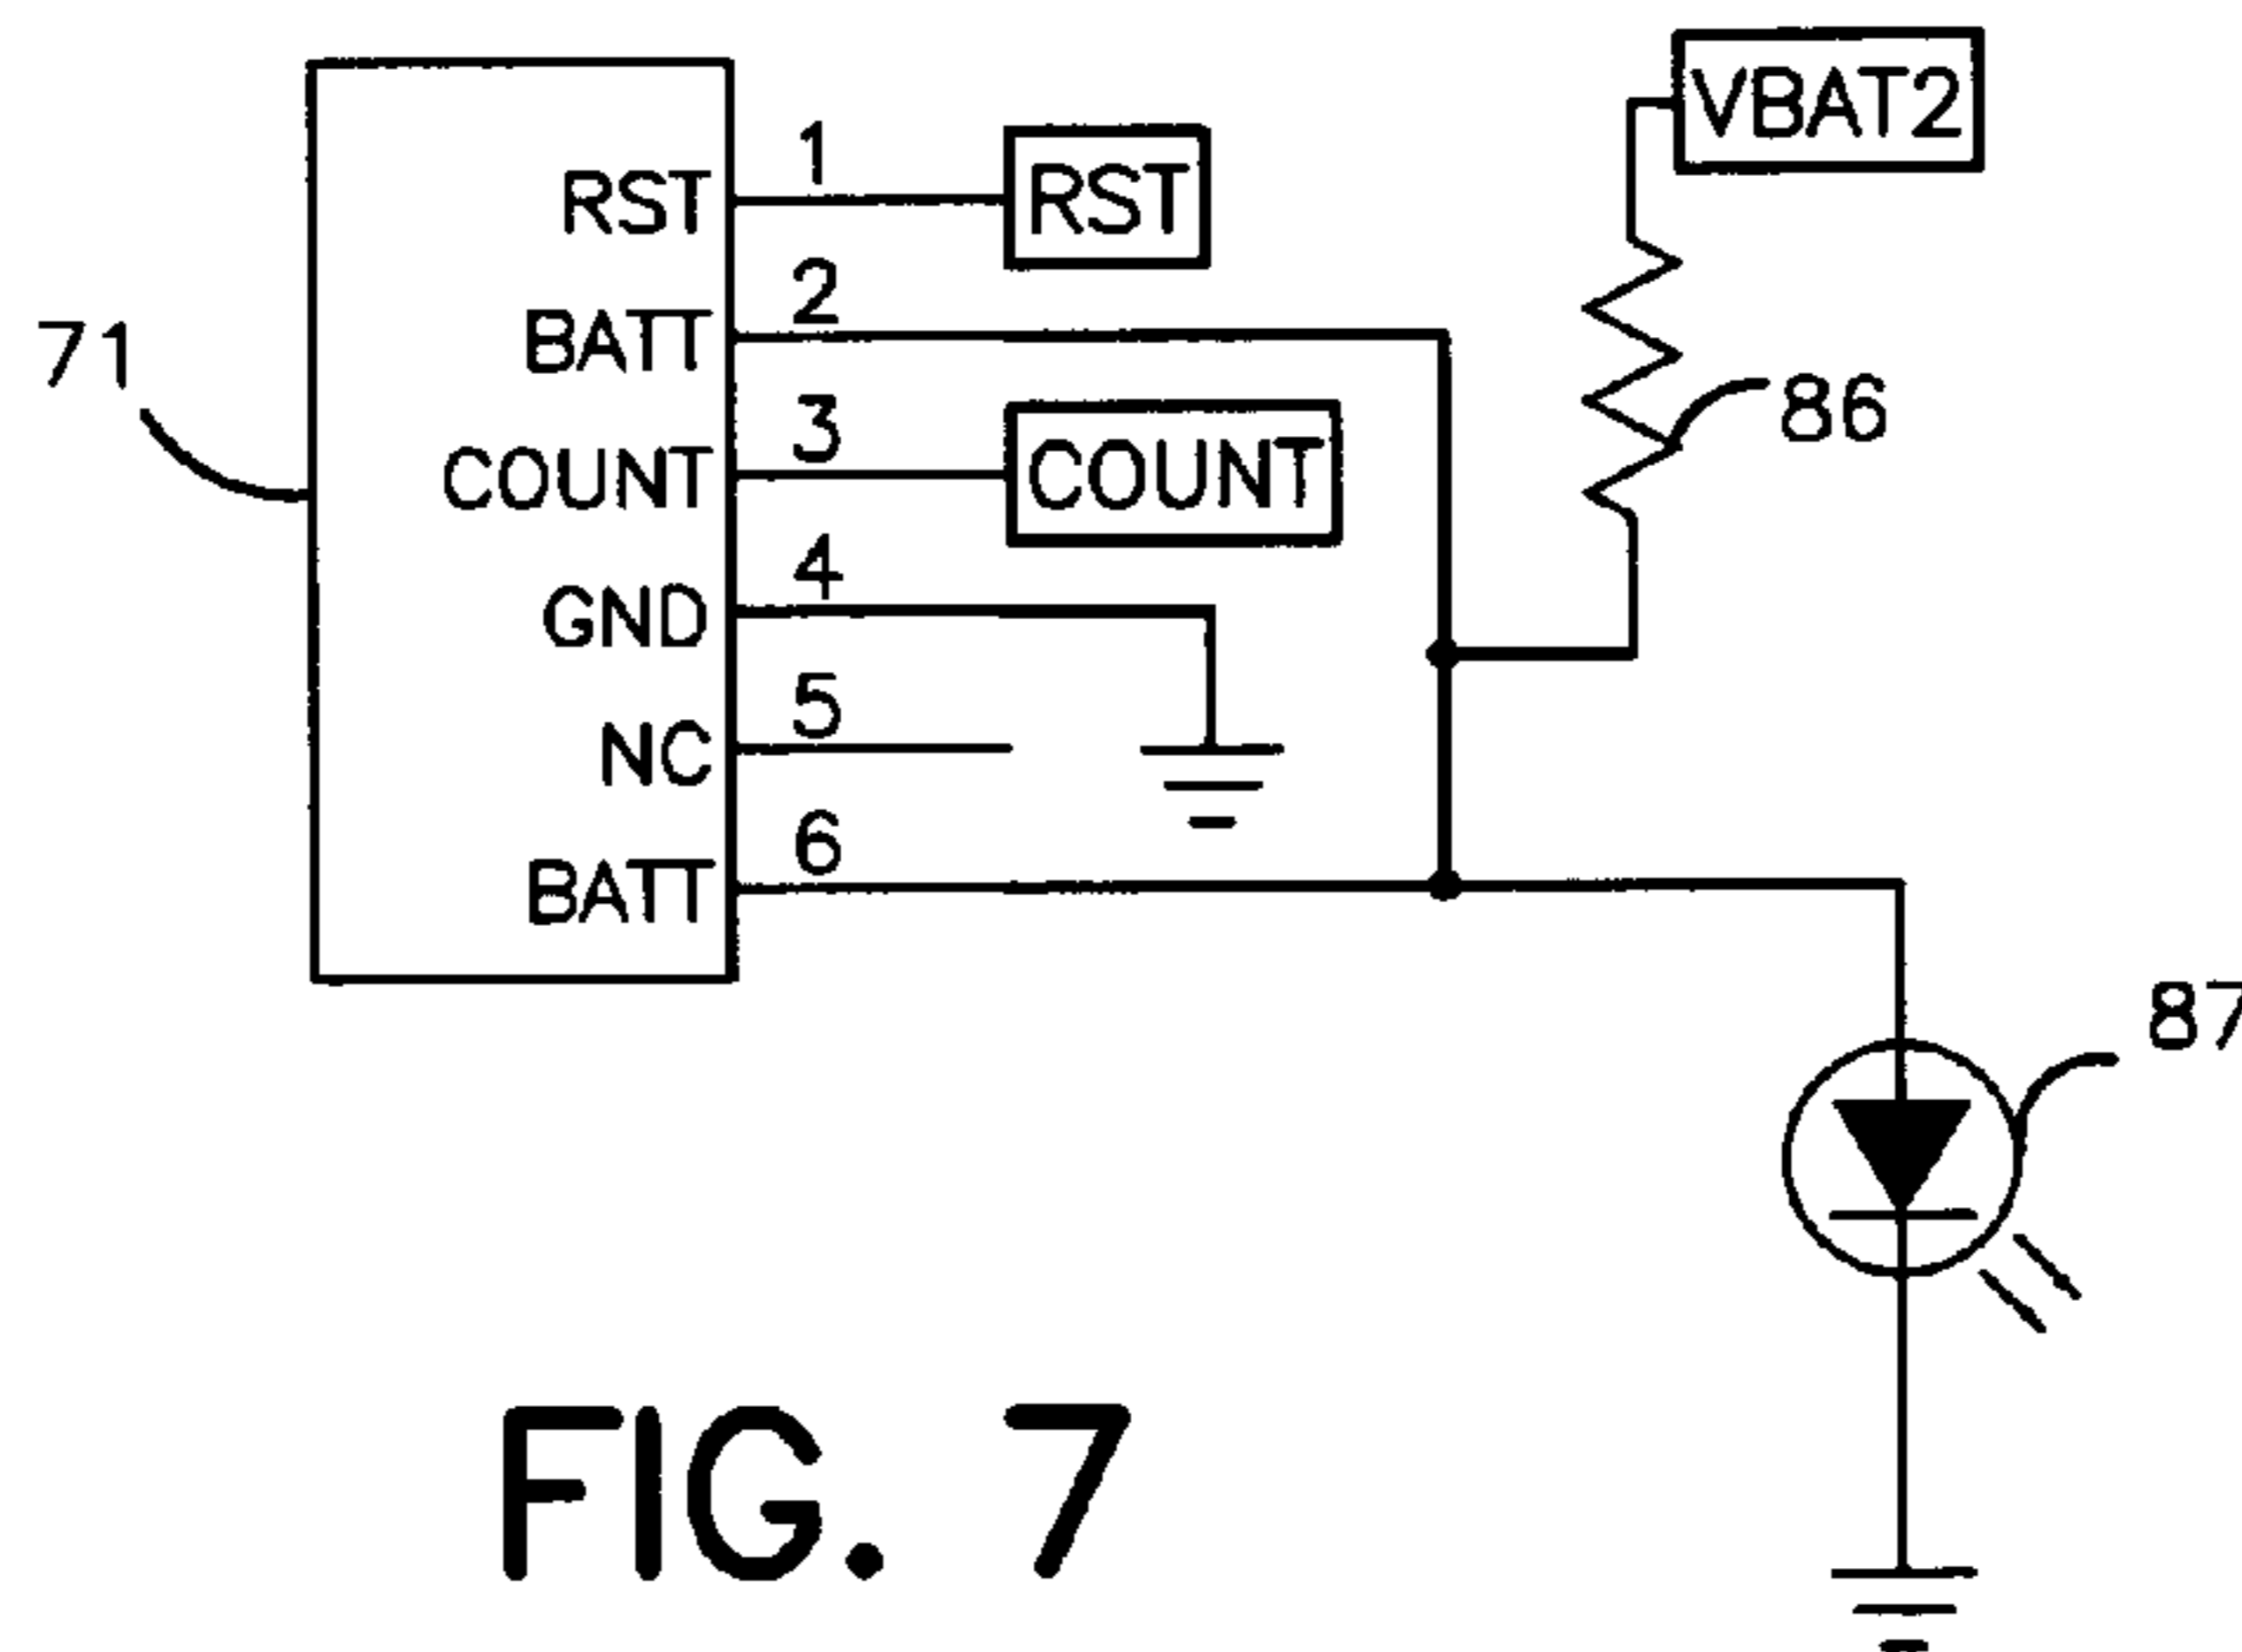 VBAT2
1
RST RST
2
71 BATT
86
3
COUNT COUNT
4
GND
5
NC
6
BATT
87
FIG. 7